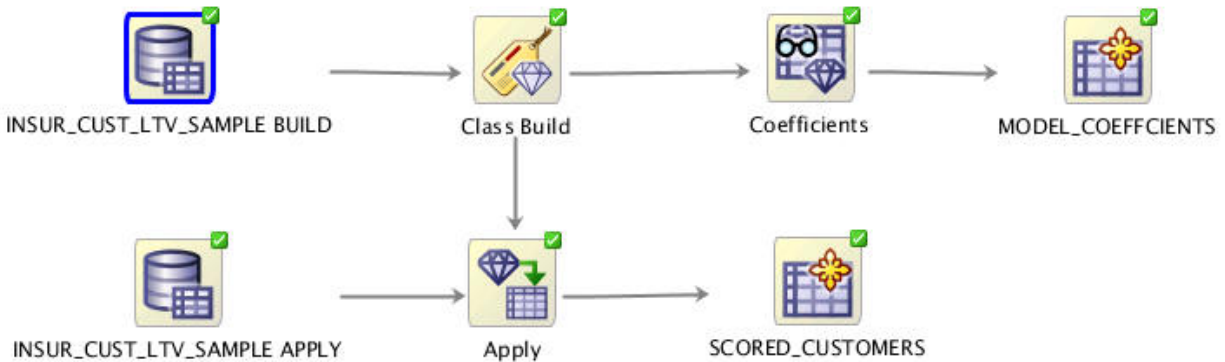 INSUR_CUST_LTV_SAMPLE BUILD
Class Build
Coefficients
MODEL_COEFFCIENTS
INSUR_CUST_LTV_SAMPLE APPLY
Apply
SCORED_CUSTOMERS